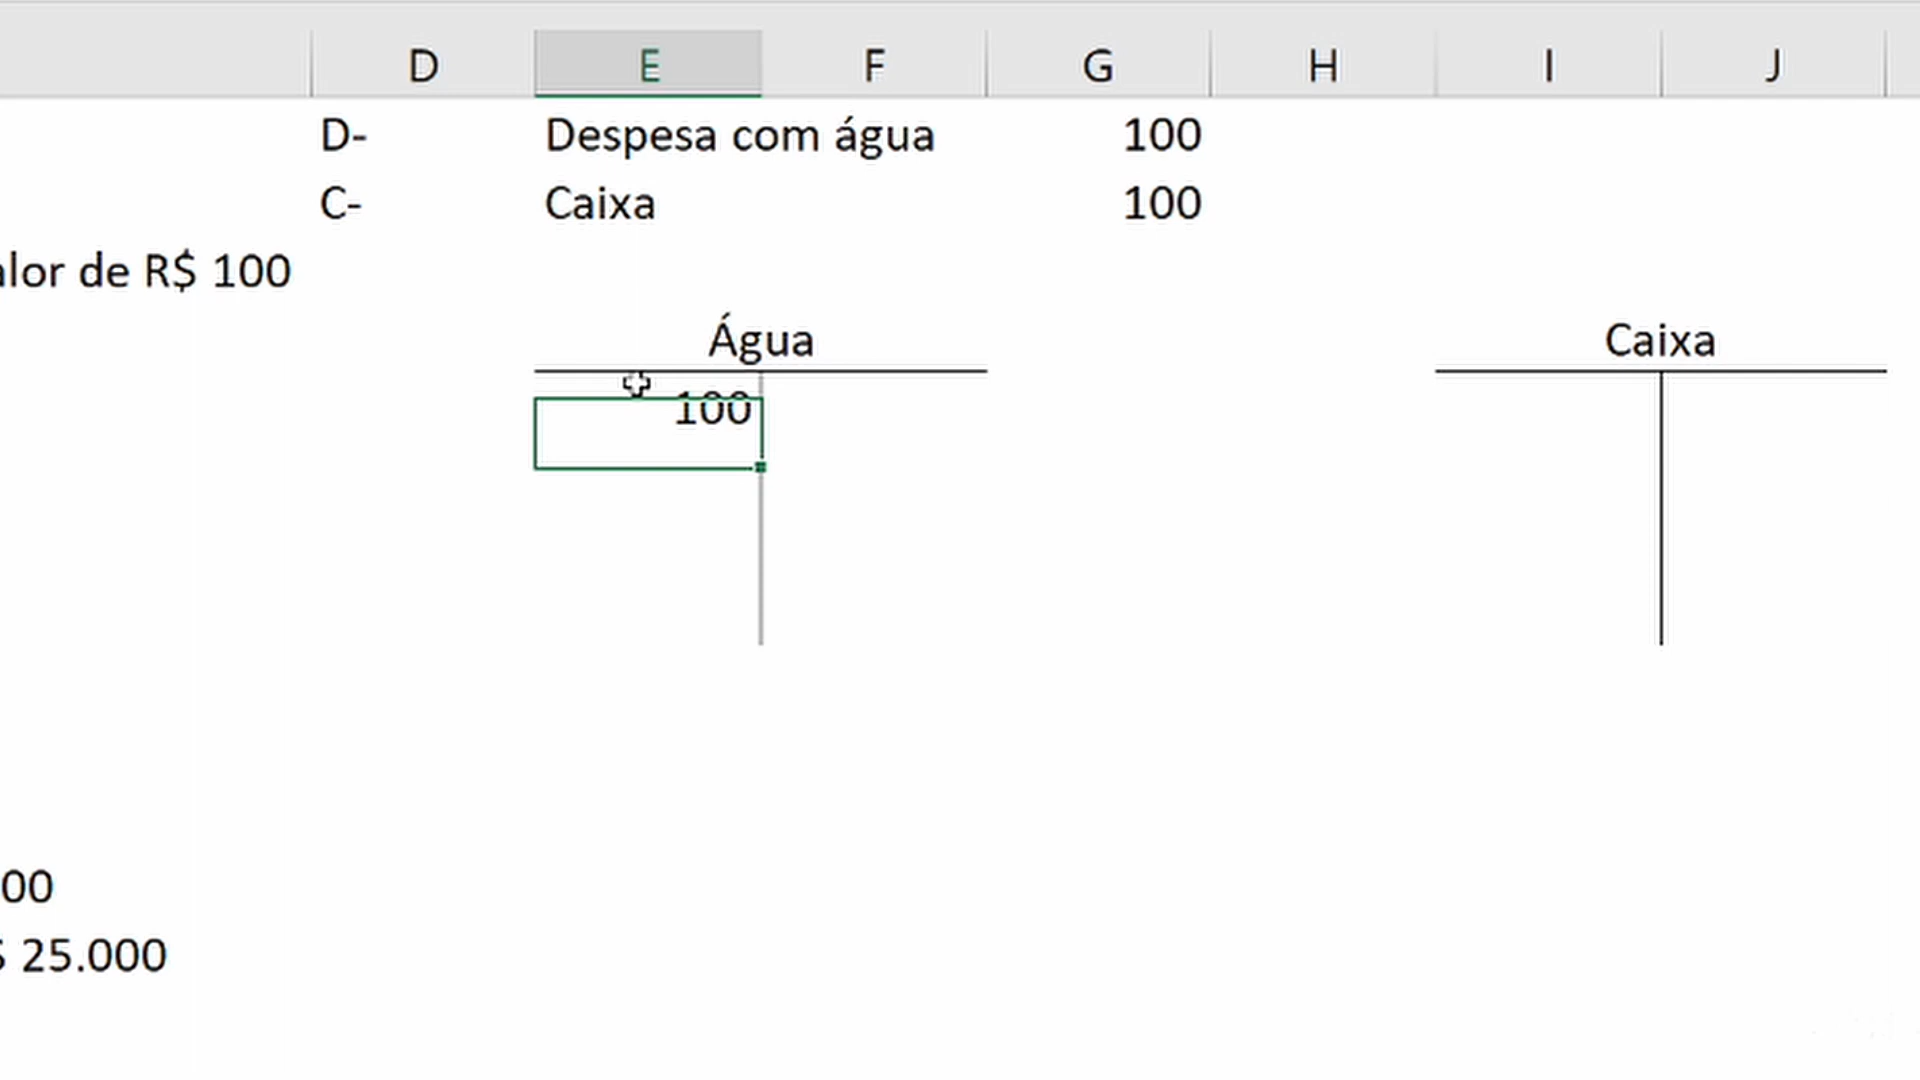 D E F G H I J
D- Despesa com água 100
C- Caixa 100
alor de R$ 100
Água Caixa
100
00
$ 25.000